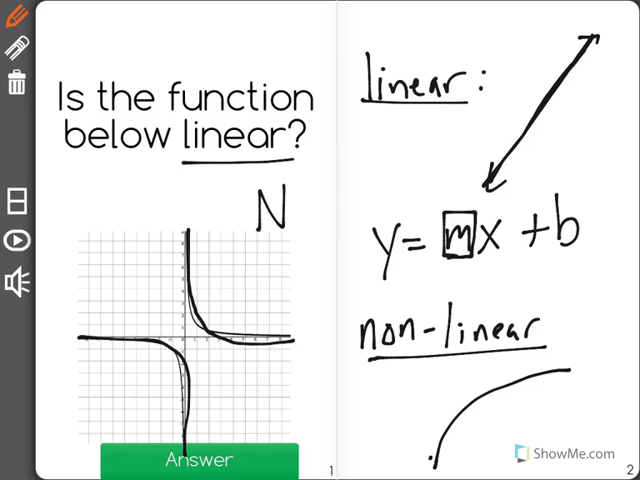 Is the function
below linear?
N
Answer
1
linear:
y = mx + b
non-linear
ShowMe.com
2